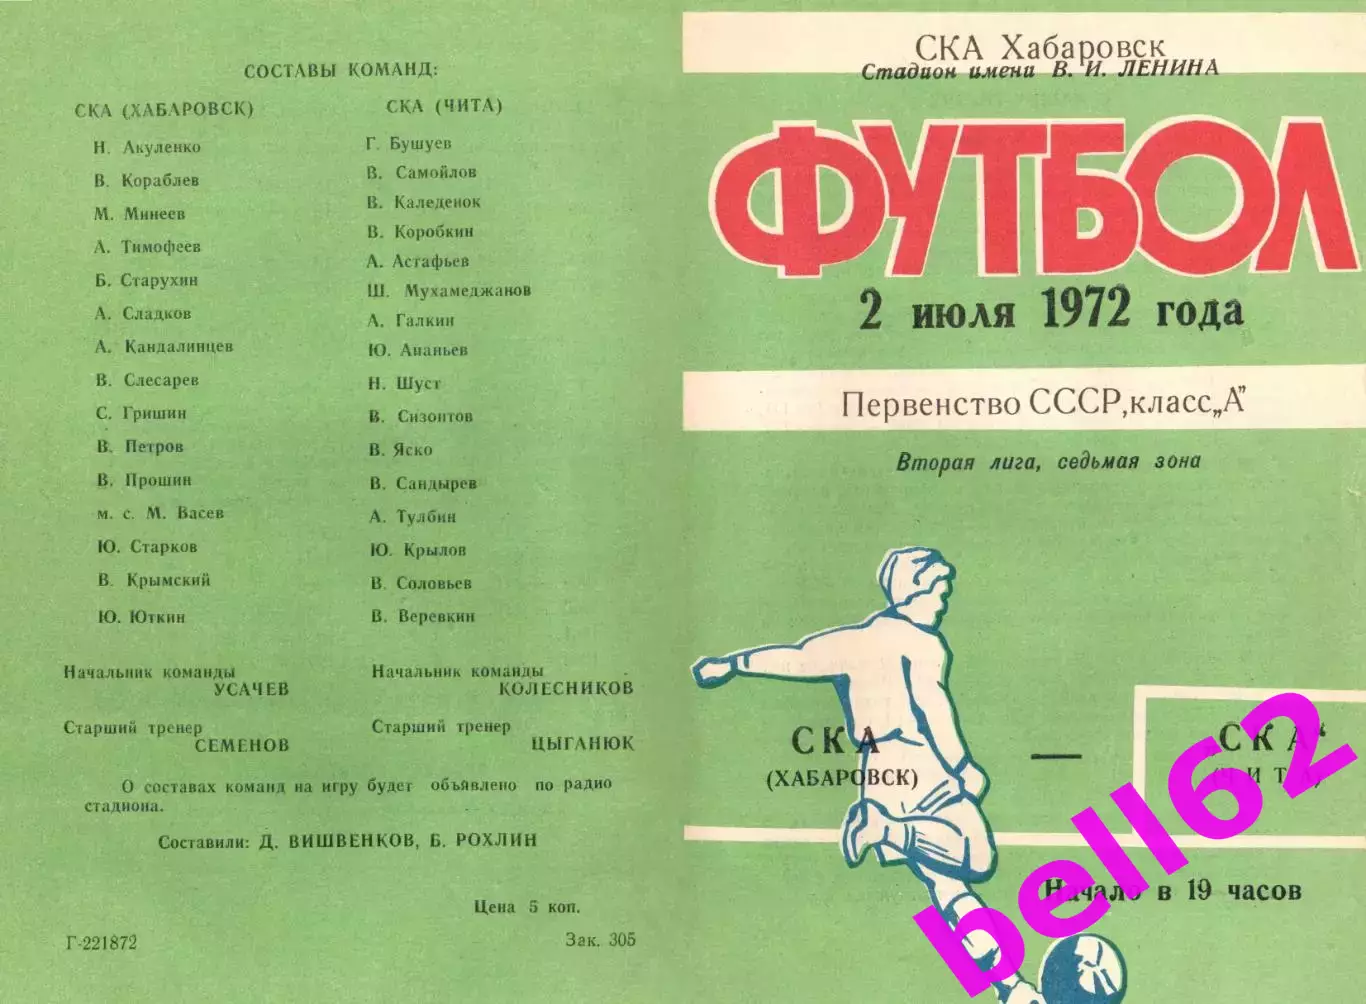 СОСТАВЫ КОМАНД:
СКА (ХАБАРОВСК)
Н. Акуленко
В. Кораблев
М. Минеев
А. Тимофеев
Б. Старухин
А. Сладков
А. Кандалинцев
В. Слесарев
С. Гришин
В. Петров
В. Прошин
м. с. М. Васев
Ю. Старков
В. Крымский
Ю. Юткин
Начальник команды
УСАЧЕВ
Старший тренер
СЕМЕНОВ
СКА (ЧИТА)
Г. Бушуев
В. Самойлов
В. Каледенок
В. Коробкин
А. Астафьев
Ш. Мухамеджанов
А. Галкин
Ю. Ананьев
Н. Шуст
В. Сизонтов
В. Яско
В. Сандырев
А. Тулбин
Ю. Крылов
В. Соловьев
В. Веревкин
Начальник команды
КОЛЕСНИКОВ
Старший тренер
ЦЫГАНЮК
О составах команд на игру будет объявлено по радио
стадиона.
Составили: Д. ВИШВЕНКОВ, Б. РОХЛИН
Цена 5 коп.
Г-221872
Зак. 305
СКА Хабаровск
Стадион имени В. И. ЛЕНИНА
ФУТБОЛ
2 июля 1972 года
Первенство СССР, класс „А"
Вторая лига, седьмая зона
СКА — „СКА"
(ХАБАРОВСК) (ЧИТА)
Начало в 19 часов
bell62